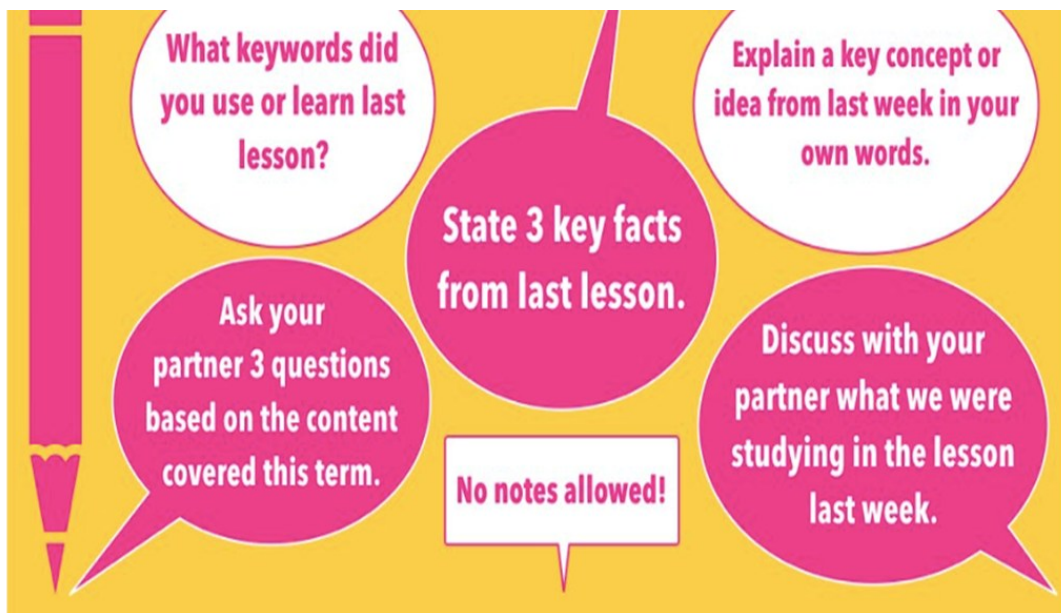 What keywords did
you use or learn last
lesson?
State 3 key facts
from last lesson.
Explain a key concept or
idea from last week in your
own words.
Ask your
partner 3 questions
based on the content
covered this term.
No notes allowed!
Discuss with your
partner what we were
studying in the lesson
last week.